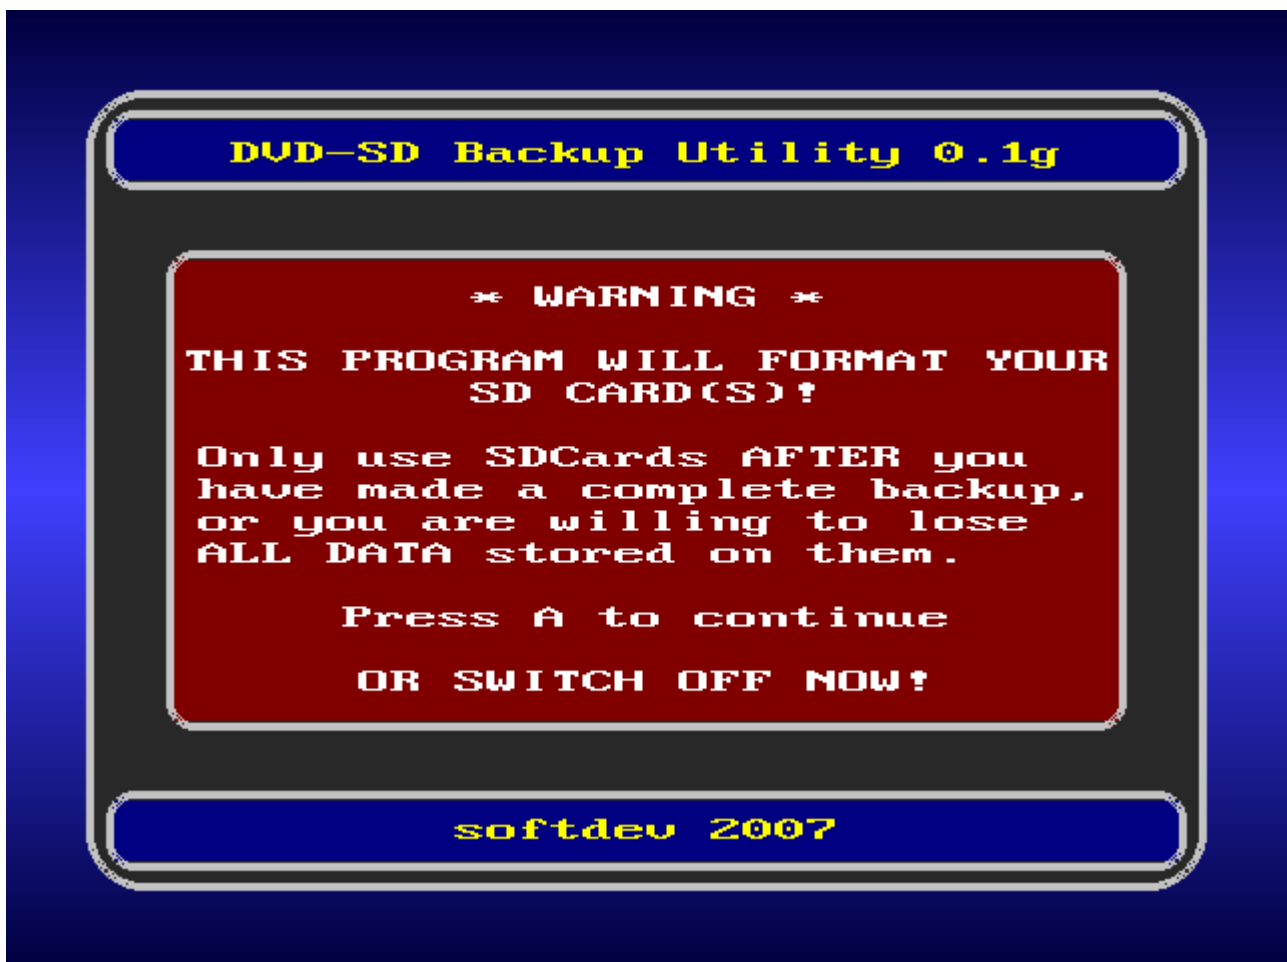 DVD-SD Backup Utility 0.1g
* WARNING *
THIS PROGRAM WILL FORMAT YOUR
SD CARD(S)!
Only use SDCards AFTER you
have made a complete backup,
or you are willing to lose
ALL DATA stored on them.
Press A to continue
OR SWITCH OFF NOW!
softdev 2007